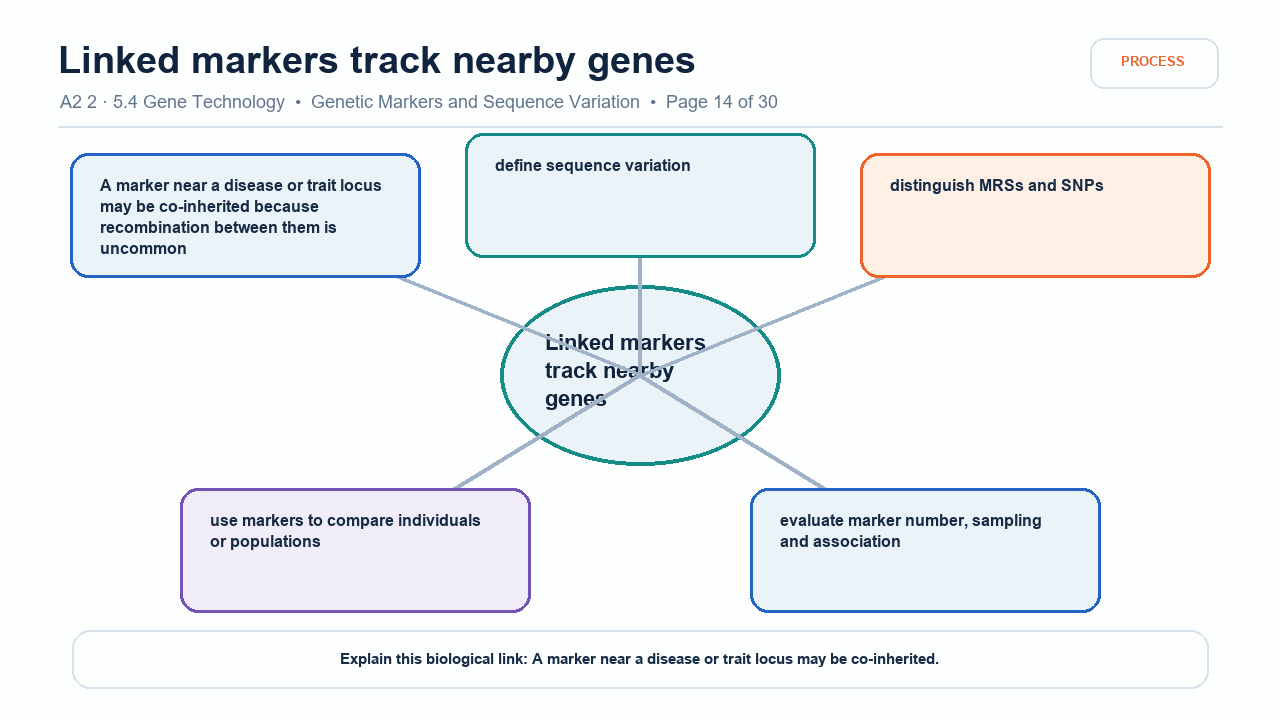 Linked markers track nearby genes
PROCESS
A2 2 · 5.4 Gene Technology • Genetic Markers and Sequence Variation • Page 14 of 30
A marker near a disease or trait locus
may be co-inherited because
recombination between them is
uncommon
define sequence variation
distinguish MRSs and SNPs
Linked markers
track nearby
genes
use markers to compare individuals
or populations
evaluate marker number, sampling
and association
Explain this biological link: A marker near a disease or trait locus may be co-inherited.